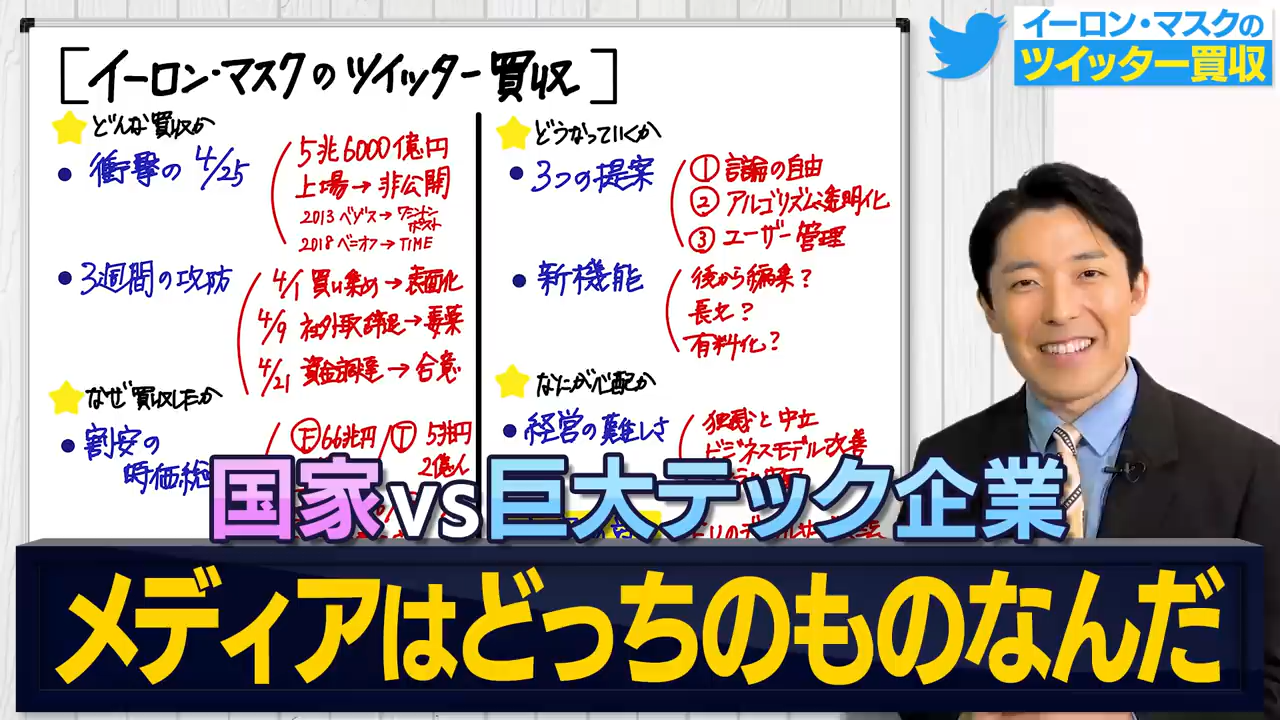 イーロン・マスクの
ツイッター買収
[イーロン・マスクのツイッター買収]
どんな買収か
• 衝撃の4/25
5兆6000億円
上場→非公開
2013 ベゾス→ワシントンポスト
2018 ベニオフ→TIME
• 3週間の攻防
4/1 買い集め→表面化
4/9 社外取締役→辞薬
4/21 資金調達→合意
なぜ買収したか
• 割安の
時価総
Ⓕ66兆円/Ⓣ 5兆円
2億人
どうなっていくか
• 3つの提案
① 言論の自由
② アルゴリズム透明化
③ ユーザー管理
• 新機能
後から編集?
長文?
有料化?
なにが心配か
• 経営の難しさ
独裁と中立
ビジネスモデル改善
国家vs巨大テック企業
メディアはどっちのものなんだ